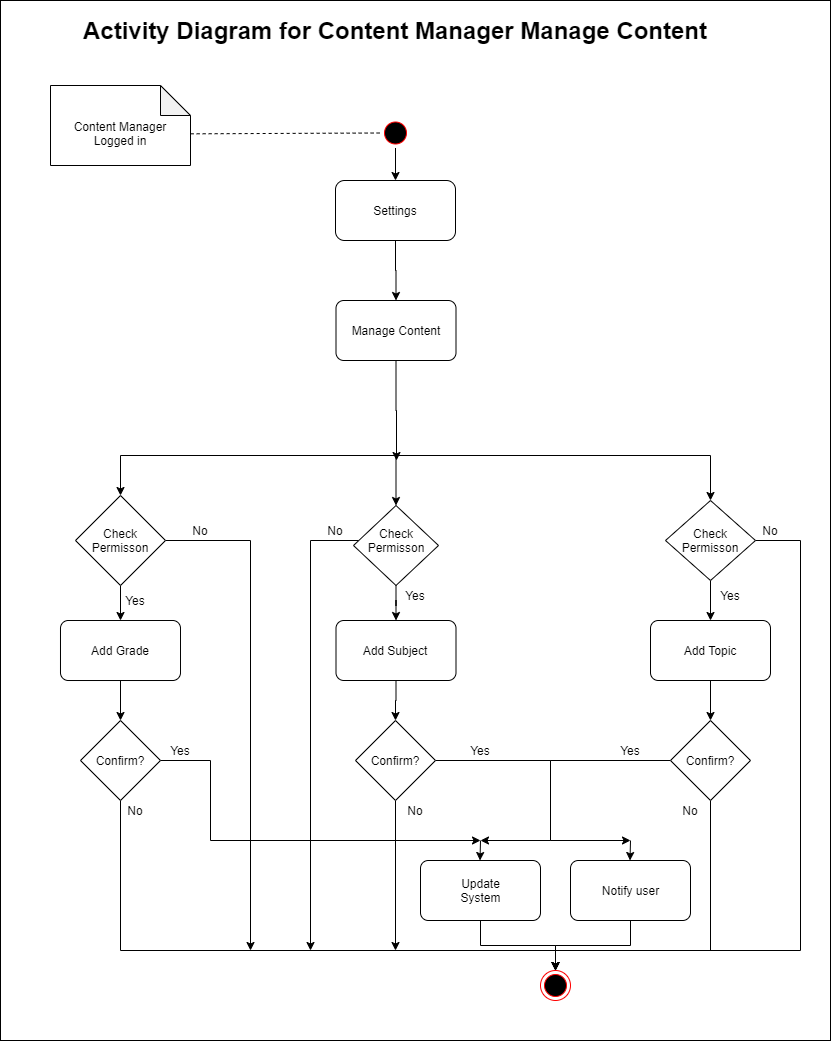 Activity Diagram for Content Manager Manage Content
Content Manager
Logged in
Settings
Manage Content
Check
Permisson
No
No
Check
Permisson
Check
Permisson
No
Yes
Yes
Yes
Add Grade
Add Subject
Add Topic
Confirm?
Yes
Confirm?
Yes
Yes
Confirm?
No
No
No
Update
System
Notify user